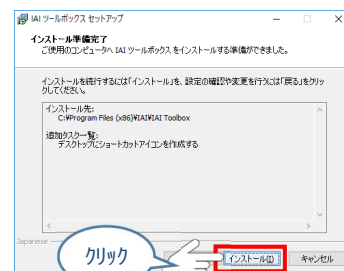 IAI ツールボックス セットアップ
インストール準備完了
ご使用のコンピュータへ IAI ツールボックス をインストールする準備ができました。
インストールを続行するには「インストール」を、設定の確認や変更を行うには「戻る」をクリッ
クしてください。
インストール先:
C:¥Program Files (x86)¥IAI¥IAI Toolbox
追加タスク一覧:
デスクトップにショートカットアイコンを作成する
Japanese
クリック
インストール(I)
キャンセル